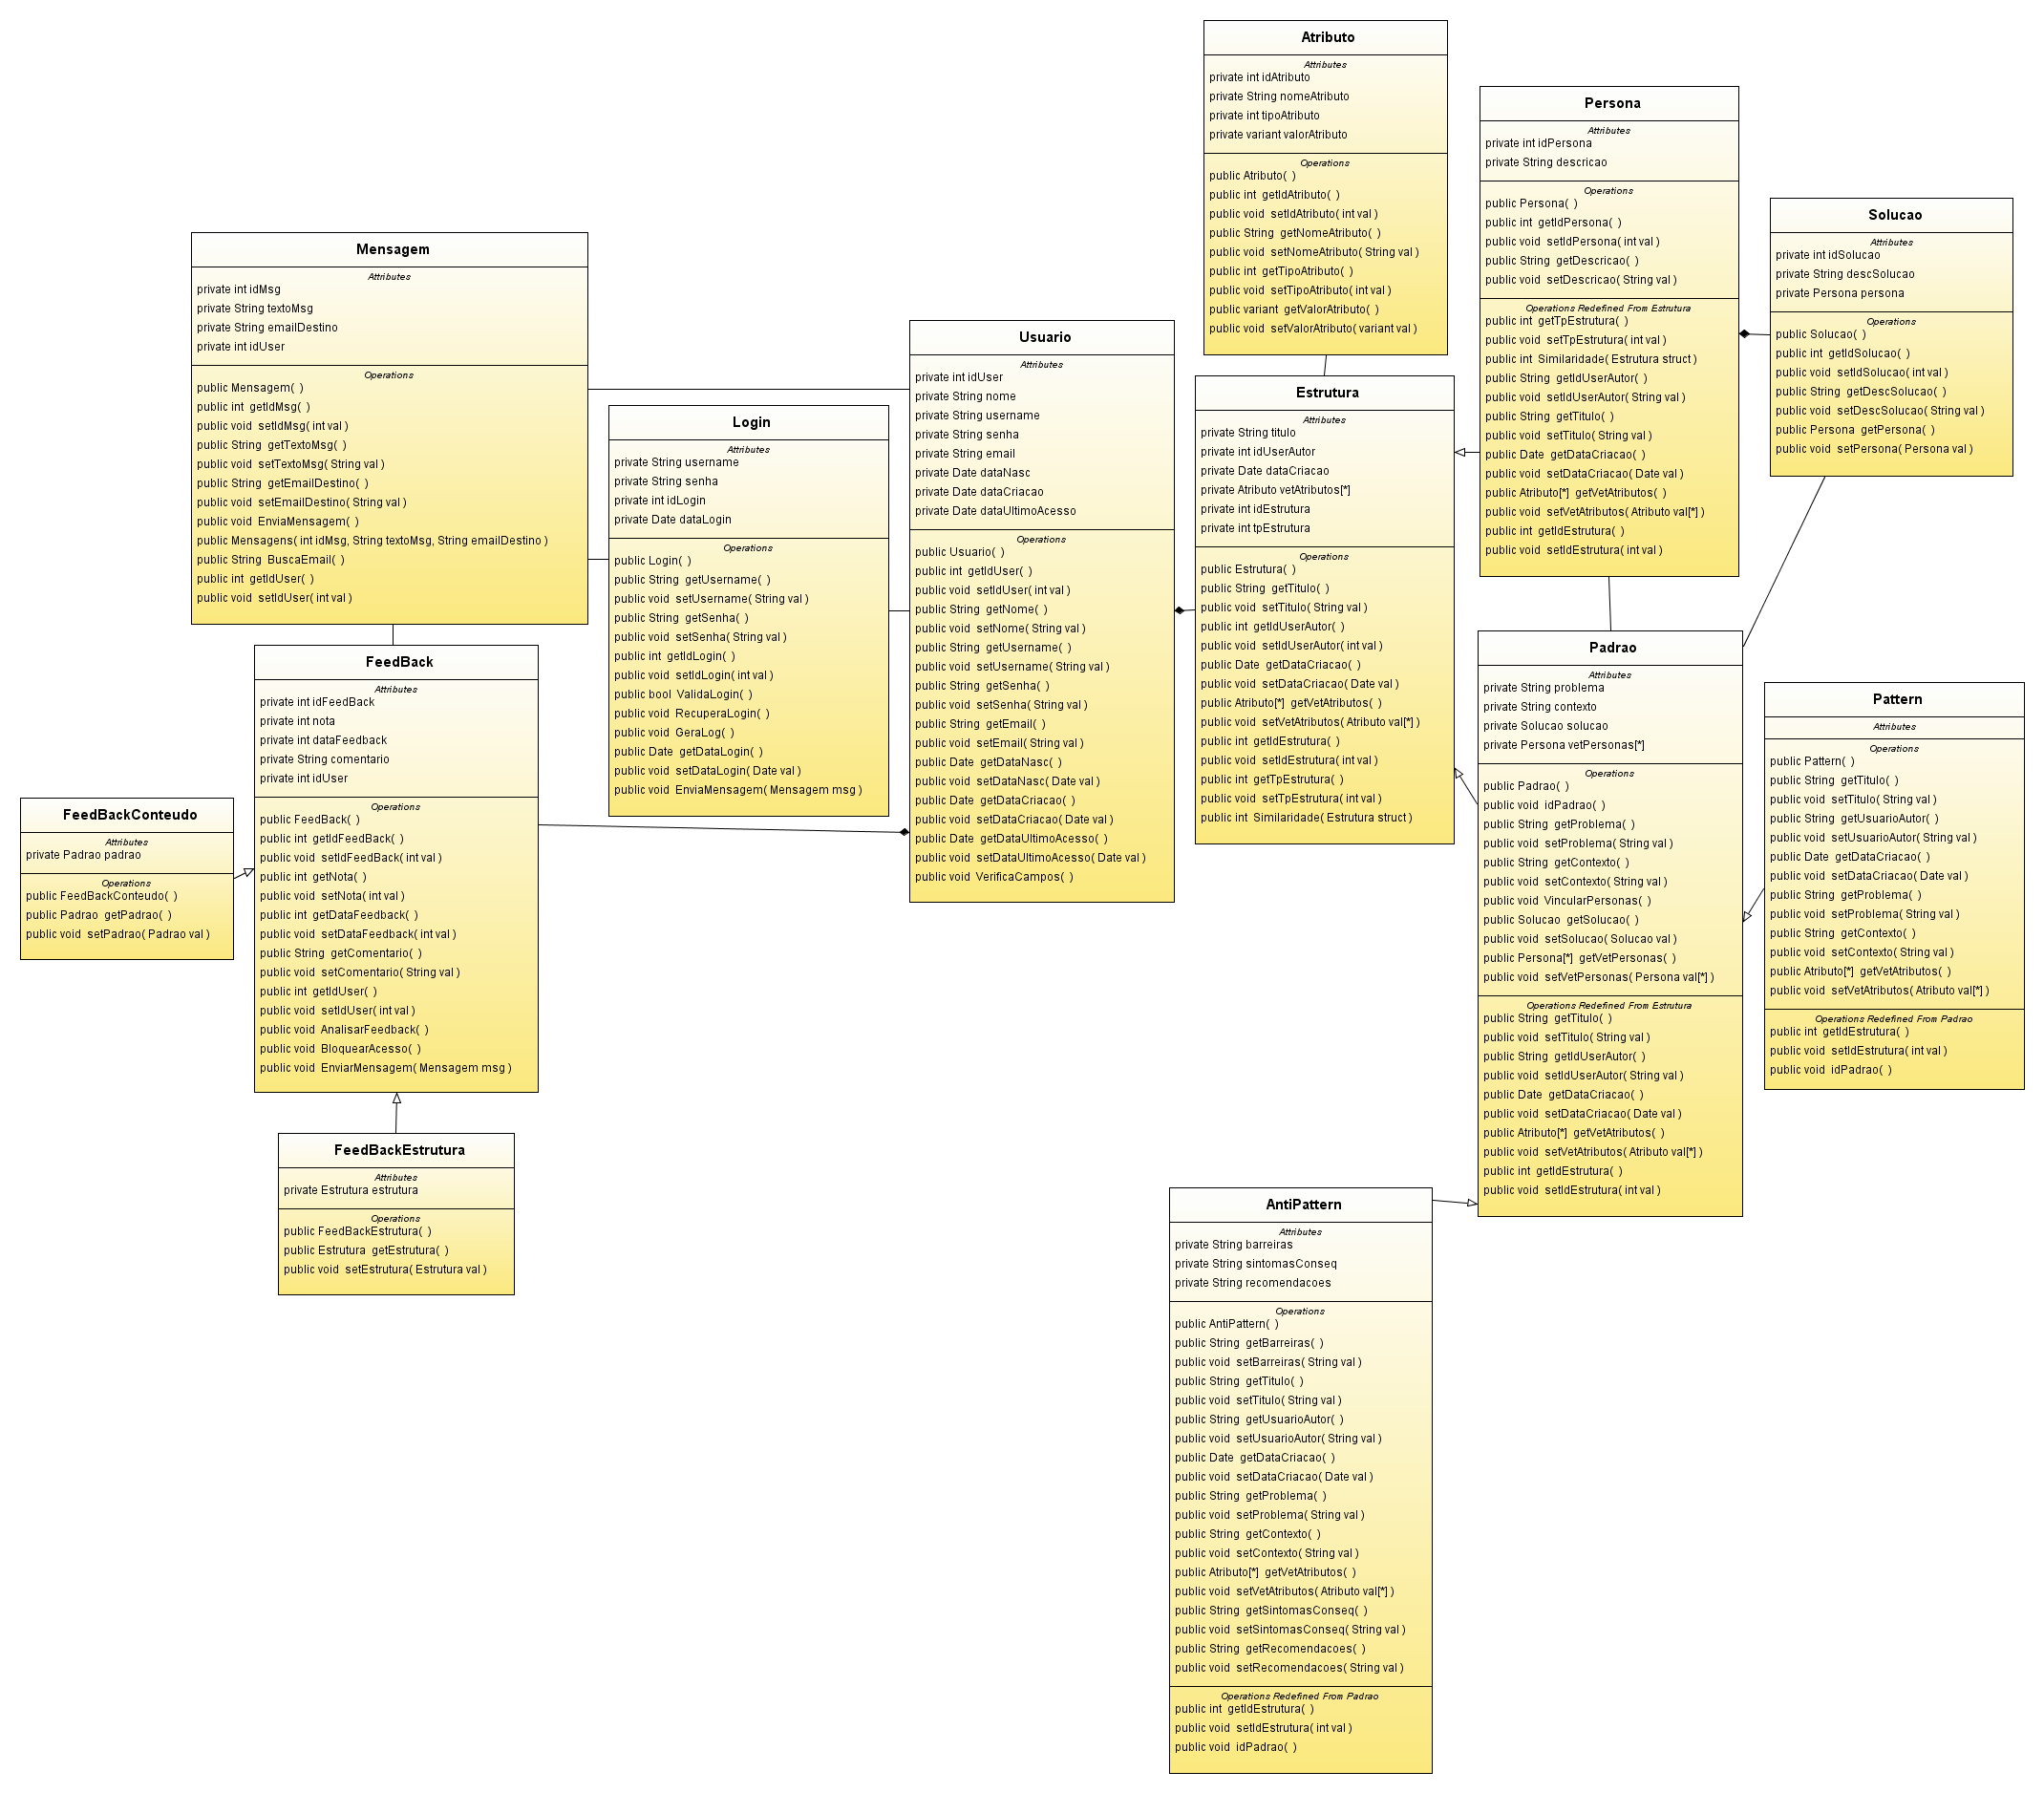 Atributo
Attributes
private int idAtributo
private String nomeAtributo
private int tipoAtributo
private variant valorAtributo
Operations
public Atributo(  )
public int  getIdAtributo(  )
public void  setIdAtributo( int val )
public String  getNomeAtributo(  )
public void  setNomeAtributo( String val )
public int  getTipoAtributo(  )
public void  setTipoAtributo( int val )
public variant  getValorAtributo(  )
public void  setValorAtributo( variant val )
Persona
Attributes
private int idPersona
private String descricao
Operations
public Persona(  )
public int  getIdPersona(  )
public void  setIdPersona( int val )
public String  getDescricao(  )
public void  setDescricao( String val )
Operations Redefined From Estrutura
public int  getTpEstrutura(  )
public void  setTpEstrutura( int val )
public int  Similaridade( Estrutura struct )
public String  getIdUserAutor(  )
public void  setIdUserAutor( String val )
public String  getTitulo(  )
public void  setTitulo( String val )
public Date  getDataCriacao(  )
public void  setDataCriacao( Date val )
public Atributo[*]  getVetAtributos(  )
public void  setVetAtributos( Atributo val[*] )
public int  getIdEstrutura(  )
public void  setIdEstrutura( int val )
Solucao
Attributes
private int idSolucao
private String descSolucao
private Persona persona
Operations
public Solucao(  )
public int  getIdSolucao(  )
public void  setIdSolucao( int val )
public String  getDescSolucao(  )
public void  setDescSolucao( String val )
public Persona  getPersona(  )
public void  setPersona( Persona val )
Mensagem
Attributes
private int idMsg
private String textoMsg
private String emailDestino
private int idUser
Operations
public Mensagem(  )
public int  getIdMsg(  )
public void  setIdMsg( int val )
public String  getTextoMsg(  )
public void  setTextoMsg( String val )
public String  getEmailDestino(  )
public void  setEmailDestino( String val )
public void  EnviaMensagem(  )
public Mensagens( int idMsg, String textoMsg, String emailDestino )
public String  BuscaEmail(  )
public int  getIdUser(  )
public void  setIdUser( int val )
Login
Attributes
private String username
private String senha
private int idLogin
private Date dataLogin
Operations
public Login(  )
public String  getUsername(  )
public void  setUsername( String val )
public String  getSenha(  )
public void  setSenha( String val )
public int  getIdLogin(  )
public void  setIdLogin( int val )
public bool  ValidaLogin(  )
public void  RecuperaLogin(  )
public void  GeraLog(  )
public Date  getDataLogin(  )
public void  setDataLogin( Date val )
public void  EnviaMensagem( Mensagem msg )
Usuario
Attributes
private int idUser
private String nome
private String username
private String senha
private String email
private Date dataNasc
private Date dataCriacao
private Date dataUltimoAcesso
Operations
public Usuario(  )
public int  getIdUser(  )
public void  setIdUser( int val )
public String  getNome(  )
public void  setNome( String val )
public String  getUsername(  )
public void  setUsername( String val )
public String  getSenha(  )
public void  setSenha( String val )
public String  getEmail(  )
public void  setEmail( String val )
public Date  getDataNasc(  )
public void  setDataNasc( Date val )
public Date  getDataCriacao(  )
public void  setDataCriacao( Date val )
public Date  getDataUltimoAcesso(  )
public void  setDataUltimoAcesso( Date val )
public void  VerificaCampos(  )
Estrutura
Attributes
private String titulo
private int idUserAutor
private Date dataCriacao
private Atributo vetAtributos[*]
private int idEstrutura
private int tpEstrutura
Operations
public Estrutura(  )
public String  getTitulo(  )
public void  setTitulo( String val )
public int  getIdUserAutor(  )
public void  setIdUserAutor( int val )
public Date  getDataCriacao(  )
public void  setDataCriacao( Date val )
public Atributo[*]  getVetAtributos(  )
public void  setVetAtributos( Atributo val[*] )
public int  getIdEstrutura(  )
public void  setIdEstrutura( int val )
public int  getTpEstrutura(  )
public void  setTpEstrutura( int val )
public int  Similaridade( Estrutura struct )
Padrao
Attributes
private String problema
private String contexto
private Solucao solucao
private Persona vetPersonas[*]
Operations
public Padrao(  )
public void  idPadrao(  )
public String  getProblema(  )
public void  setProblema( String val )
public String  getContexto(  )
public void  setContexto( String val )
public void  VincularPersonas(  )
public Solucao  getSolucao(  )
public void  setSolucao( Solucao val )
public Persona[*]  getVetPersonas(  )
public void  setVetPersonas( Persona val[*] )
Operations Redefined From Estrutura
public String  getTitulo(  )
public void  setTitulo( String val )
public String  getIdUserAutor(  )
public void  setIdUserAutor( String val )
public Date  getDataCriacao(  )
public void  setDataCriacao( Date val )
public Atributo[*]  getVetAtributos(  )
public void  setVetAtributos( Atributo val[*] )
public int  getIdEstrutura(  )
public void  setIdEstrutura( int val )
Pattern
Attributes
Operations
public Pattern(  )
public String  getTitulo(  )
public void  setTitulo( String val )
public String  getUsuarioAutor(  )
public void  setUsuarioAutor( String val )
public Date  getDataCriacao(  )
public void  setDataCriacao( Date val )
public String  getProblema(  )
public void  setProblema( String val )
public String  getContexto(  )
public void  setContexto( String val )
public Atributo[*]  getVetAtributos(  )
public void  setVetAtributos( Atributo val[*] )
Operations Redefined From Padrao
public int  getIdEstrutura(  )
public void  setIdEstrutura( int val )
public void  idPadrao(  )
FeedBack
Attributes
private int idFeedBack
private int nota
private int dataFeedback
private String comentario
private int idUser
Operations
public FeedBack(  )
public int  getIdFeedBack(  )
public void  setIdFeedBack( int val )
public int  getNota(  )
public void  setNota( int val )
public int  getDataFeedback(  )
public void  setDataFeedback( int val )
public String  getComentario(  )
public void  setComentario( String val )
public int  getIdUser(  )
public void  setIdUser( int val )
public void  AnalisarFeedback(  )
public void  BloquearAcesso(  )
public void  EnviarMensagem( Mensagem msg )
FeedBackConteudo
Attributes
private Padrao padrao
Operations
public FeedBackConteudo(  )
public Padrao  getPadrao(  )
public void  setPadrao( Padrao val )
FeedBackEstrutura
Attributes
private Estrutura estrutura
Operations
public FeedBackEstrutura(  )
public Estrutura  getEstrutura(  )
public void  setEstrutura( Estrutura val )
AntiPattern
Attributes
private String barreiras
private String sintomasConseq
private String recomendacoes
Operations
public AntiPattern(  )
public String  getBarreiras(  )
public void  setBarreiras( String val )
public String  getTitulo(  )
public void  setTitulo( String val )
public String  getUsuarioAutor(  )
public void  setUsuarioAutor( String val )
public Date  getDataCriacao(  )
public void  setDataCriacao( Date val )
public String  getProblema(  )
public void  setProblema( String val )
public String  getContexto(  )
public void  setContexto( String val )
public Atributo[*]  getVetAtributos(  )
public void  setVetAtributos( Atributo val[*] )
public String  getSintomasConseq(  )
public void  setSintomasConseq( String val )
public String  getRecomendacoes(  )
public void  setRecomendacoes( String val )
Operations Redefined From Padrao
public int  getIdEstrutura(  )
public void  setIdEstrutura( int val )
public void  idPadrao(  )